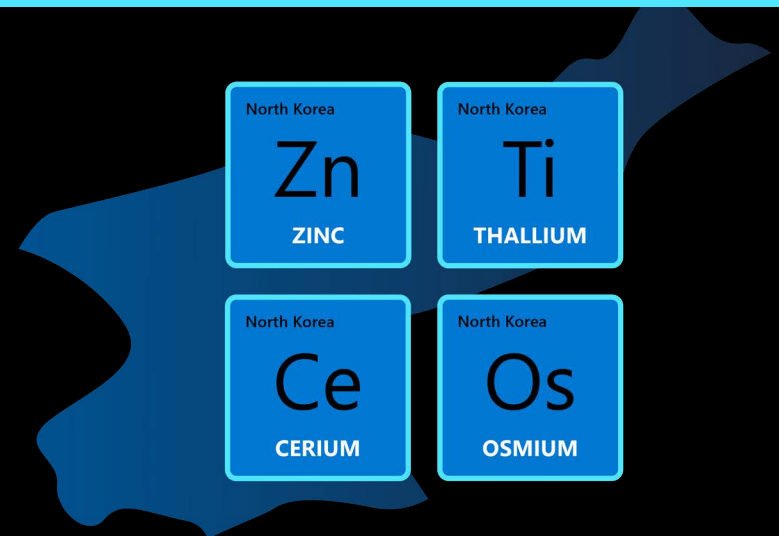 North Korea
Zn
ZINC
North Korea
Ti
THALLIUM
North Korea
Ce
CERIUM
North Korea
Os
OSMIUM